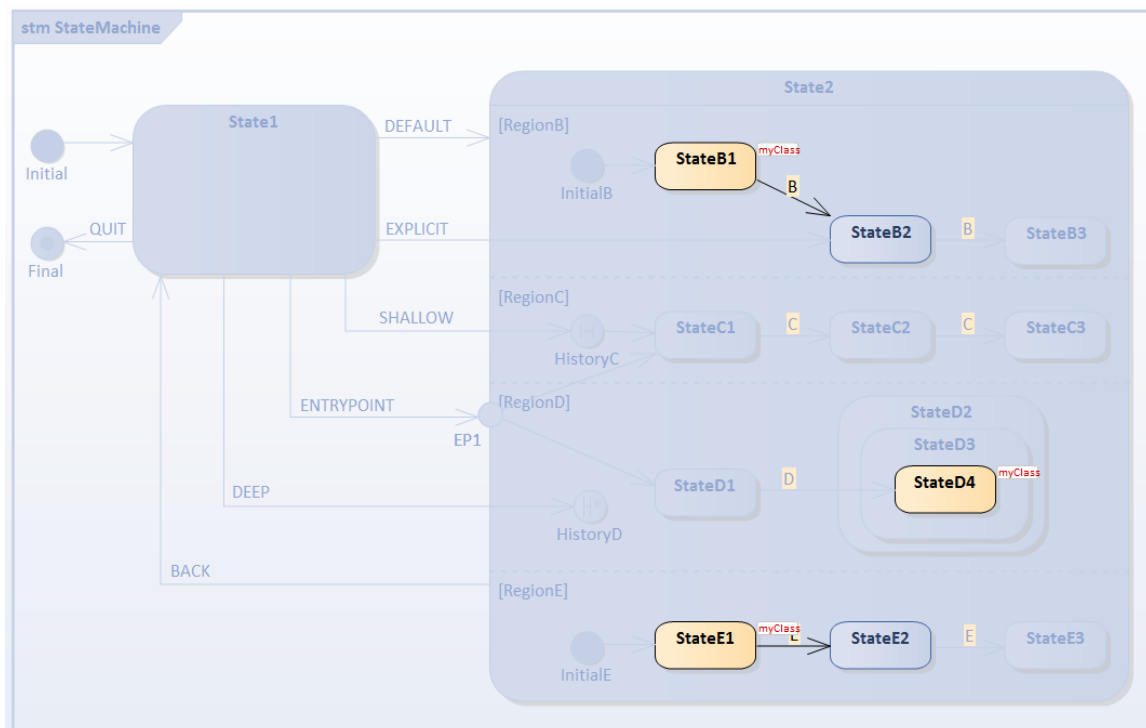 stm StateMachine
State2
State1
DEFAULT
[RegionB]
Initial
InitialB
StateB1
myClass
B
QUIT
Final
EXPLICIT
StateB2
B
StateB3
[RegionC]
SHALLOW
HistoryC
StateC1
C
StateC2
C
StateC3
ENTRYPOINT
EP1
[RegionD]
StateD2
StateD3
StateD4
myClass
DEEP
HistoryD
StateD1
D
BACK
[RegionE]
InitialE
StateE1
myClass
StateE2
E
StateE3